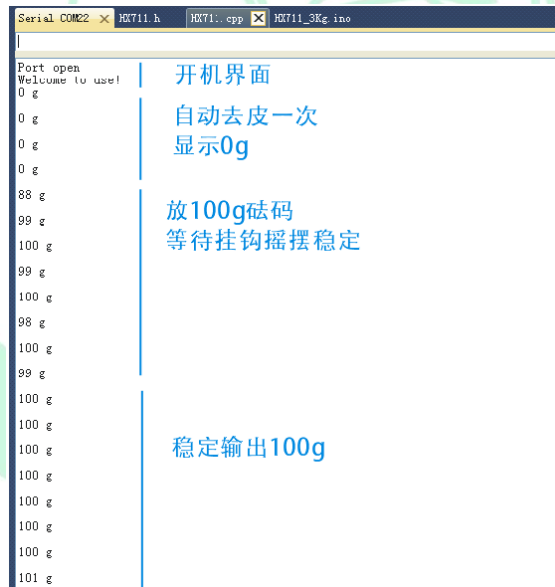 Serial COM22 HX711.h HX711.cpp HX711_3Kg.ino
Port open
Welcome to use!
开机界面
0 g
0 g
0 g
0 g
自动去皮一次
显示0g
88 g
99 g
100 g
99 g
100 g
98 g
100 g
99 g
放100g砝码
等待挂钩摇摆稳定
100 g
100 g
100 g
100 g
100 g
100 g
100 g
101 g
稳定输出100g